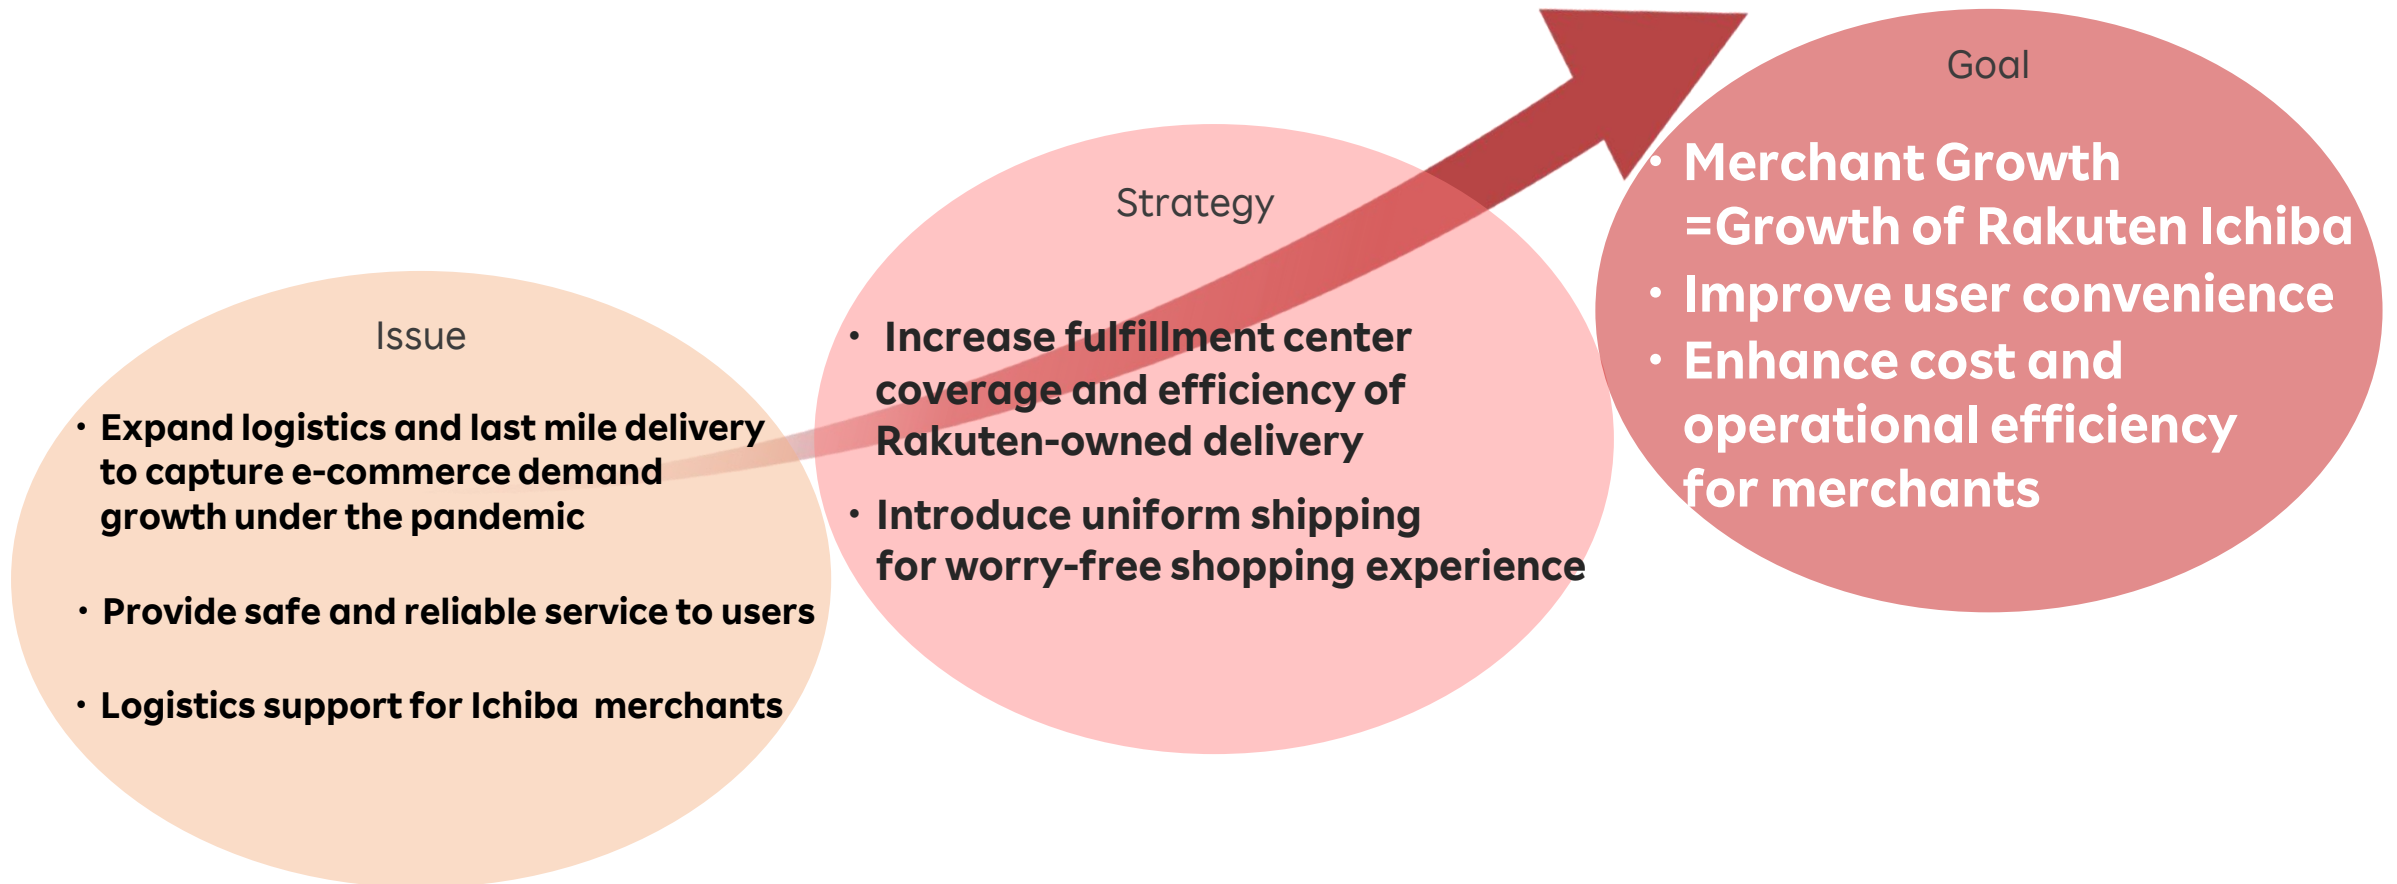 Issue
・Expand logistics and last mile delivery
to capture e-commerce demand
growth under the pandemic
・Provide safe and reliable service to users
・Logistics support for Ichiba merchants
Strategy
・Increase fulfillment center
coverage and efficiency of
Rakuten-owned delivery
・Introduce uniform shipping
for worry-free shopping experience
Goal
・Merchant Growth
=Growth of Rakuten Ichiba
・Improve user convenience
・Enhance cost and
operational efficiency
for merchants